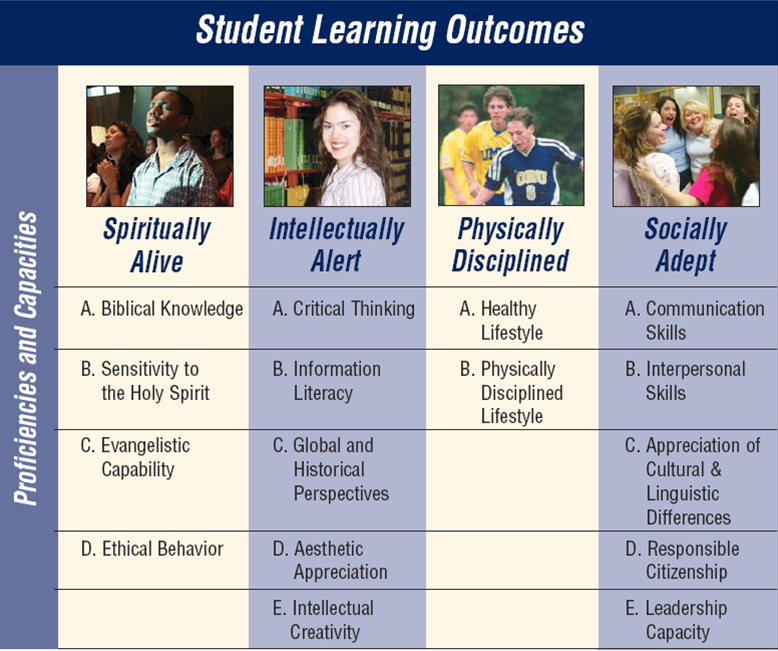 Student Learning Outcomes
Proficiencies and Capacities
Spiritually
Alive
A. Biblical Knowledge
B. Sensitivity to
the Holy Spirit
C. Evangelistic
Capability
D. Ethical Behavior
Intellectually
Alert
A. Critical Thinking
B. Information
Literacy
C. Global and
Historical
Perspectives
D. Aesthetic
Appreciation
E. Intellectual
Creativity
ORU
8
Physically
Disciplined
A. Healthy
Lifestyle
B. Physically
Disciplined
Lifestyle
Socially
Adept
A. Communication
Skills
B. Interpersonal
Skills
C. Appreciation of
Cultural &
Linguistic
Differences
D. Responsible
Citizenship
E. Leadership
Capacity